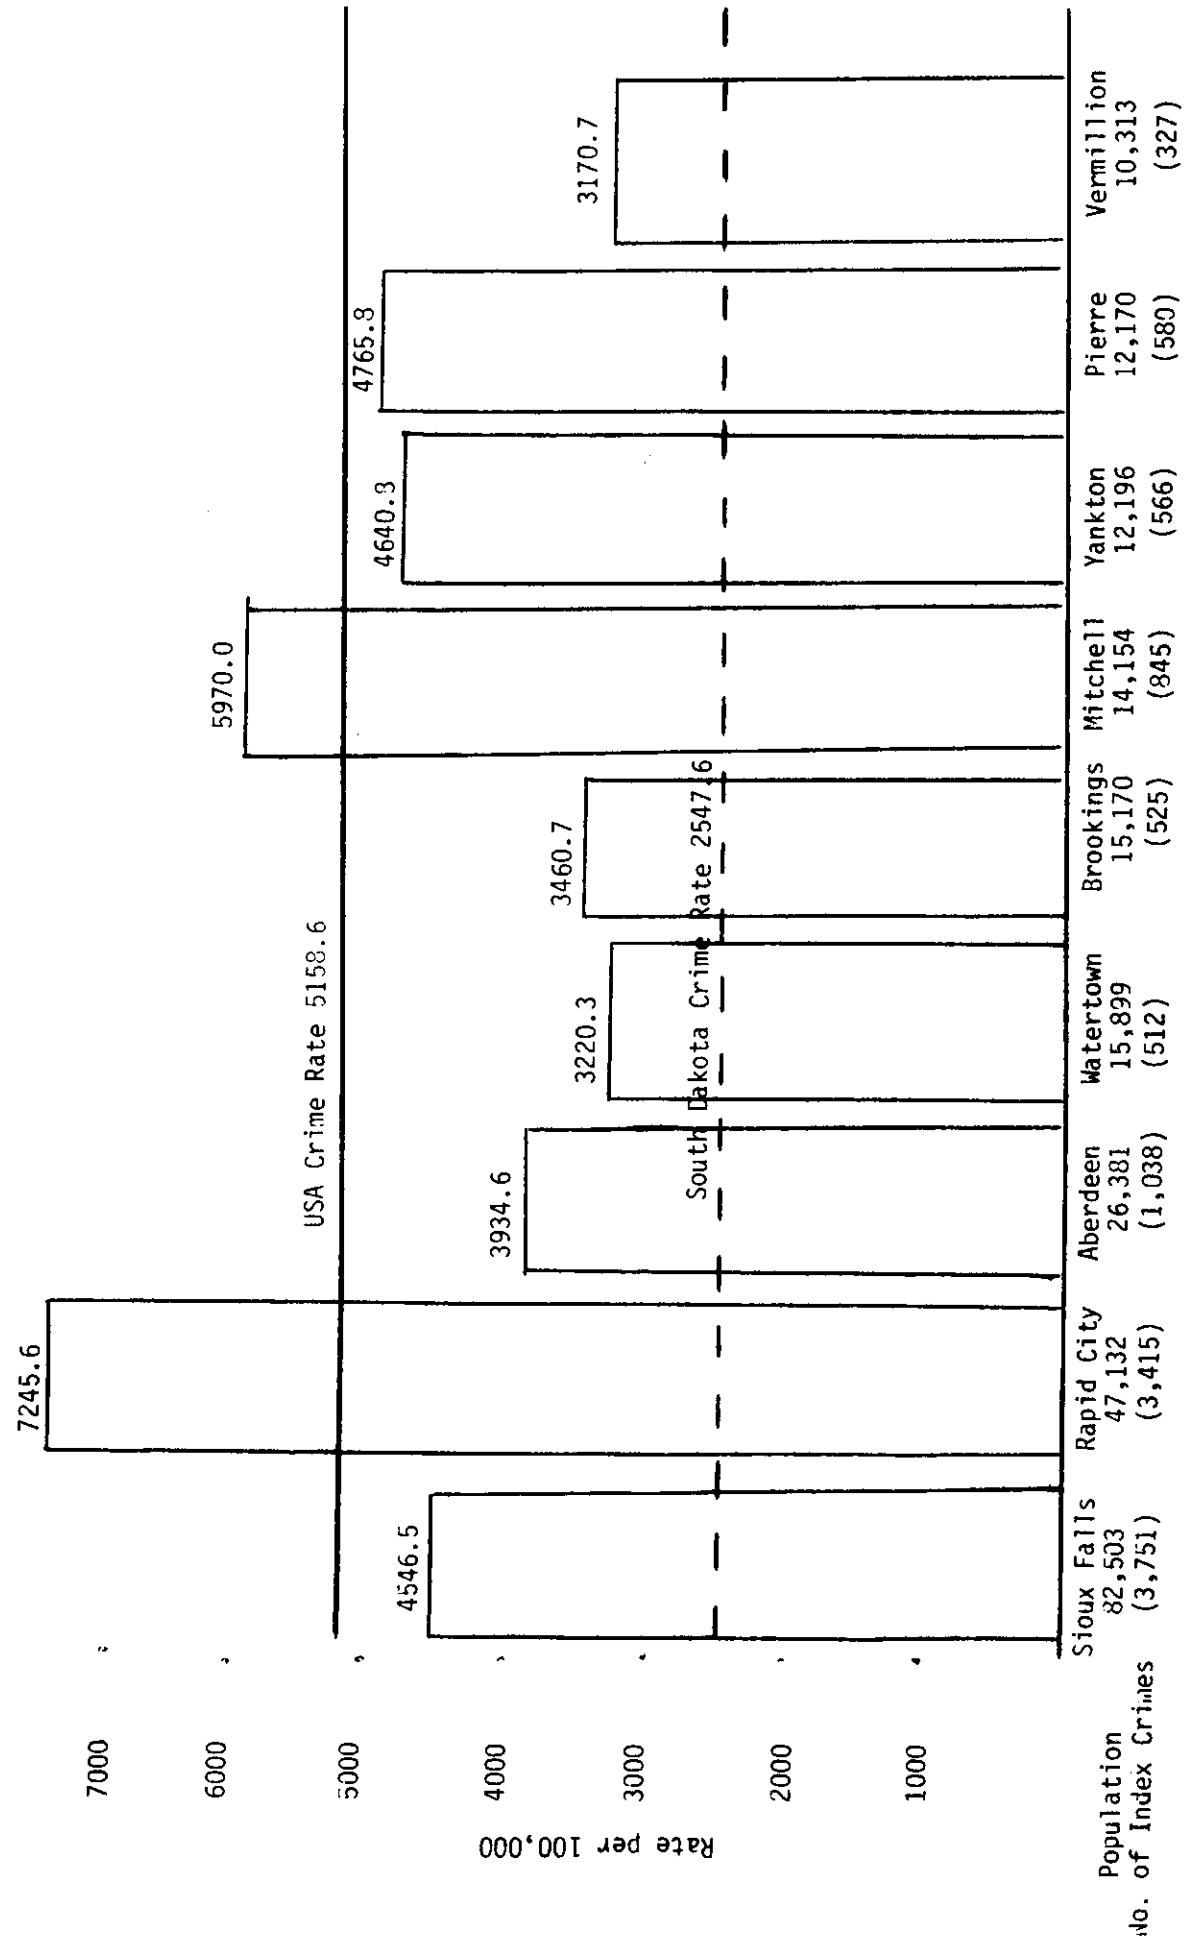 7245.6
5970.0
USA Crime Rate 5158.6
4765.8
4640.8
4546.5
3934.6
3460.7
3220.3
3170.7
South Dakota Crime Rate 2547.6
7000
6000
5000
4000
3000
2000
1000
Rate per 100,000
Sioux Falls Rapid City Aberdeen Watertown Brookings Mitchell Yankton Pierre Vermillion
Population 82,503 47,132 26,381 15,899 15,170 14,154 12,196 12,170 10,313
No. of Index Crimes (3,751) (3,415) (1,038) (512) (525) (845) (566) (580) (327)